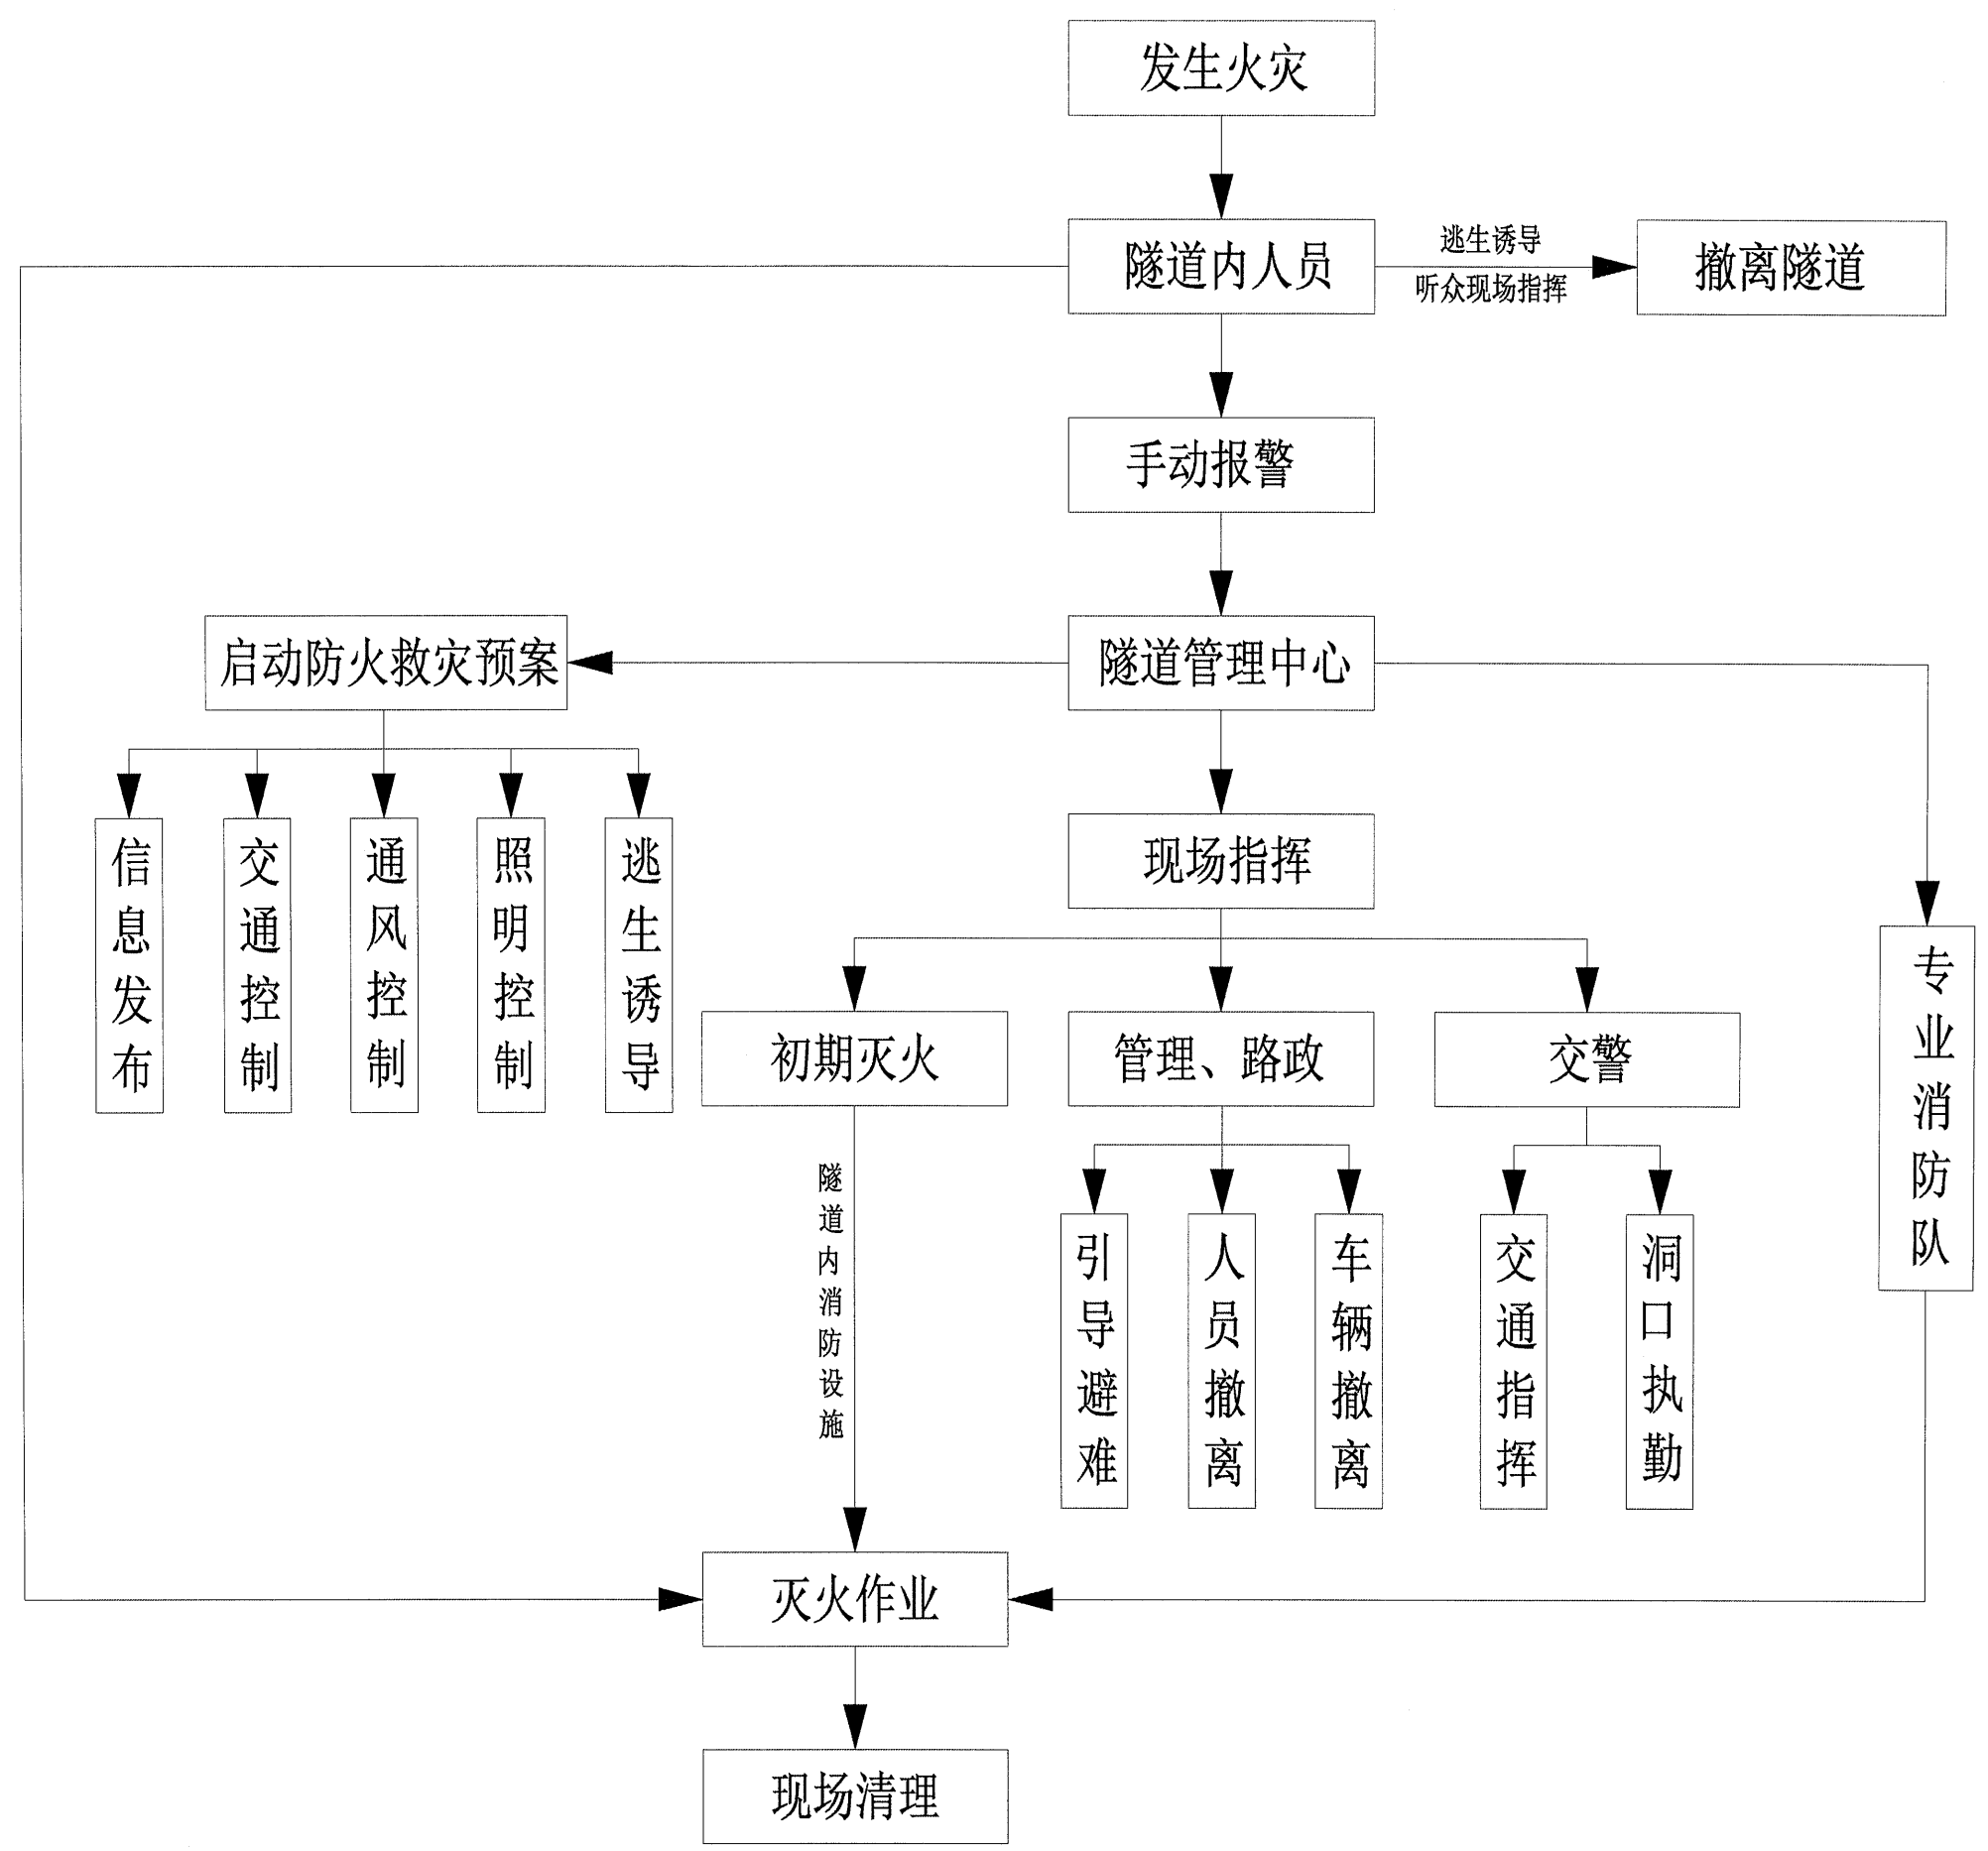 发生火灾
隧道内人员
逃生诱导
听众现场指挥
撤离隧道
手动报警
启动防火救灾预案
隧道管理中心
信息发布
交通控制
通风控制
照明控制
逃生诱导
现场指挥
专业消防队
初期灭火
管理、路政
交警
隧道内消防设施
引导避难
人员撤离
车辆撤离
交通指挥
洞口执勤
灭火作业
现场清理